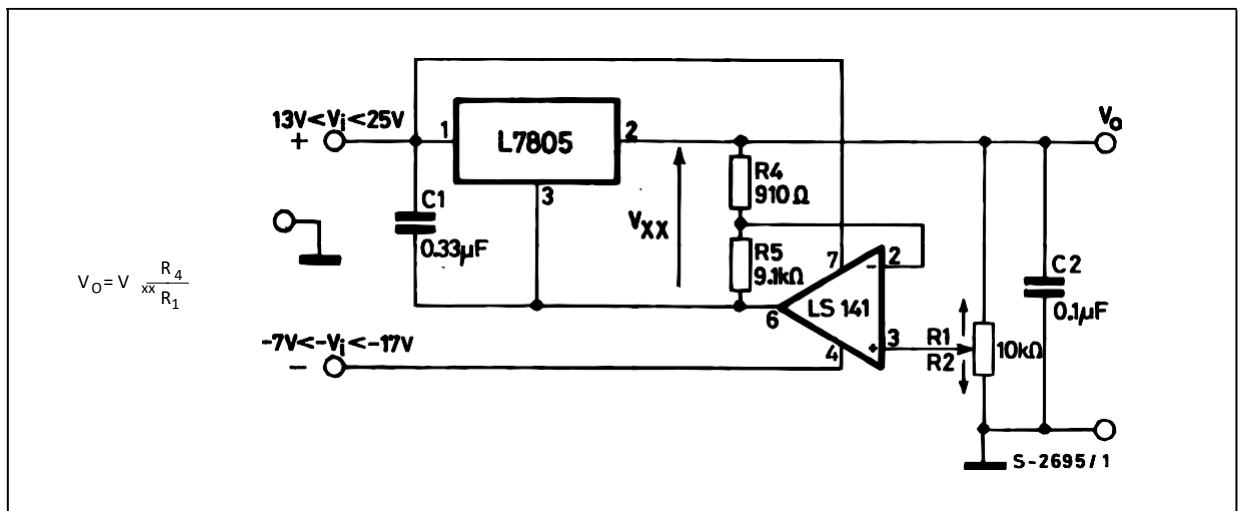 13V<Vi<25V
+
1
L7805
2
Vo
3
C1
0.33µF
VXX
R4
910Ω
R5
9.1kΩ
7
2
-
LS 141
6
3
+
4
R1
R2
10kΩ
C2
0.1µF
VO=V xx R4
R1
-7V<-Vi<-17V
−
S-2695/1